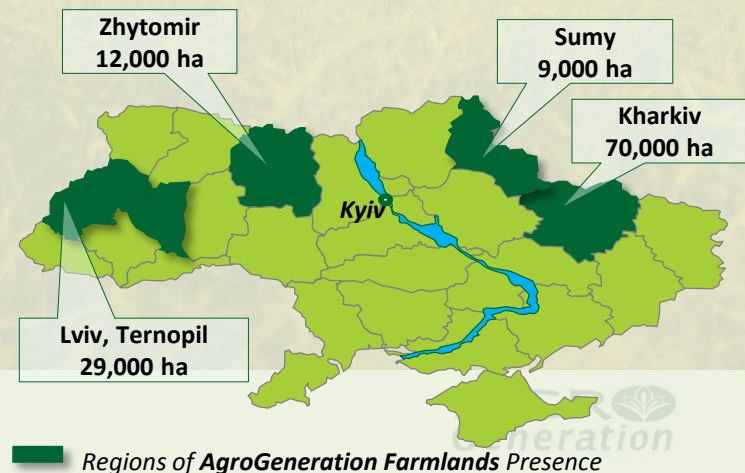 Zhytomir
12,000 ha
Sumy
9,000 ha
Kharkiv
70,000 ha
Kyiv
Lviv, Ternopil
29,000 ha
GRO
Generation
Regions of AgroGeneration Farmlands Presence